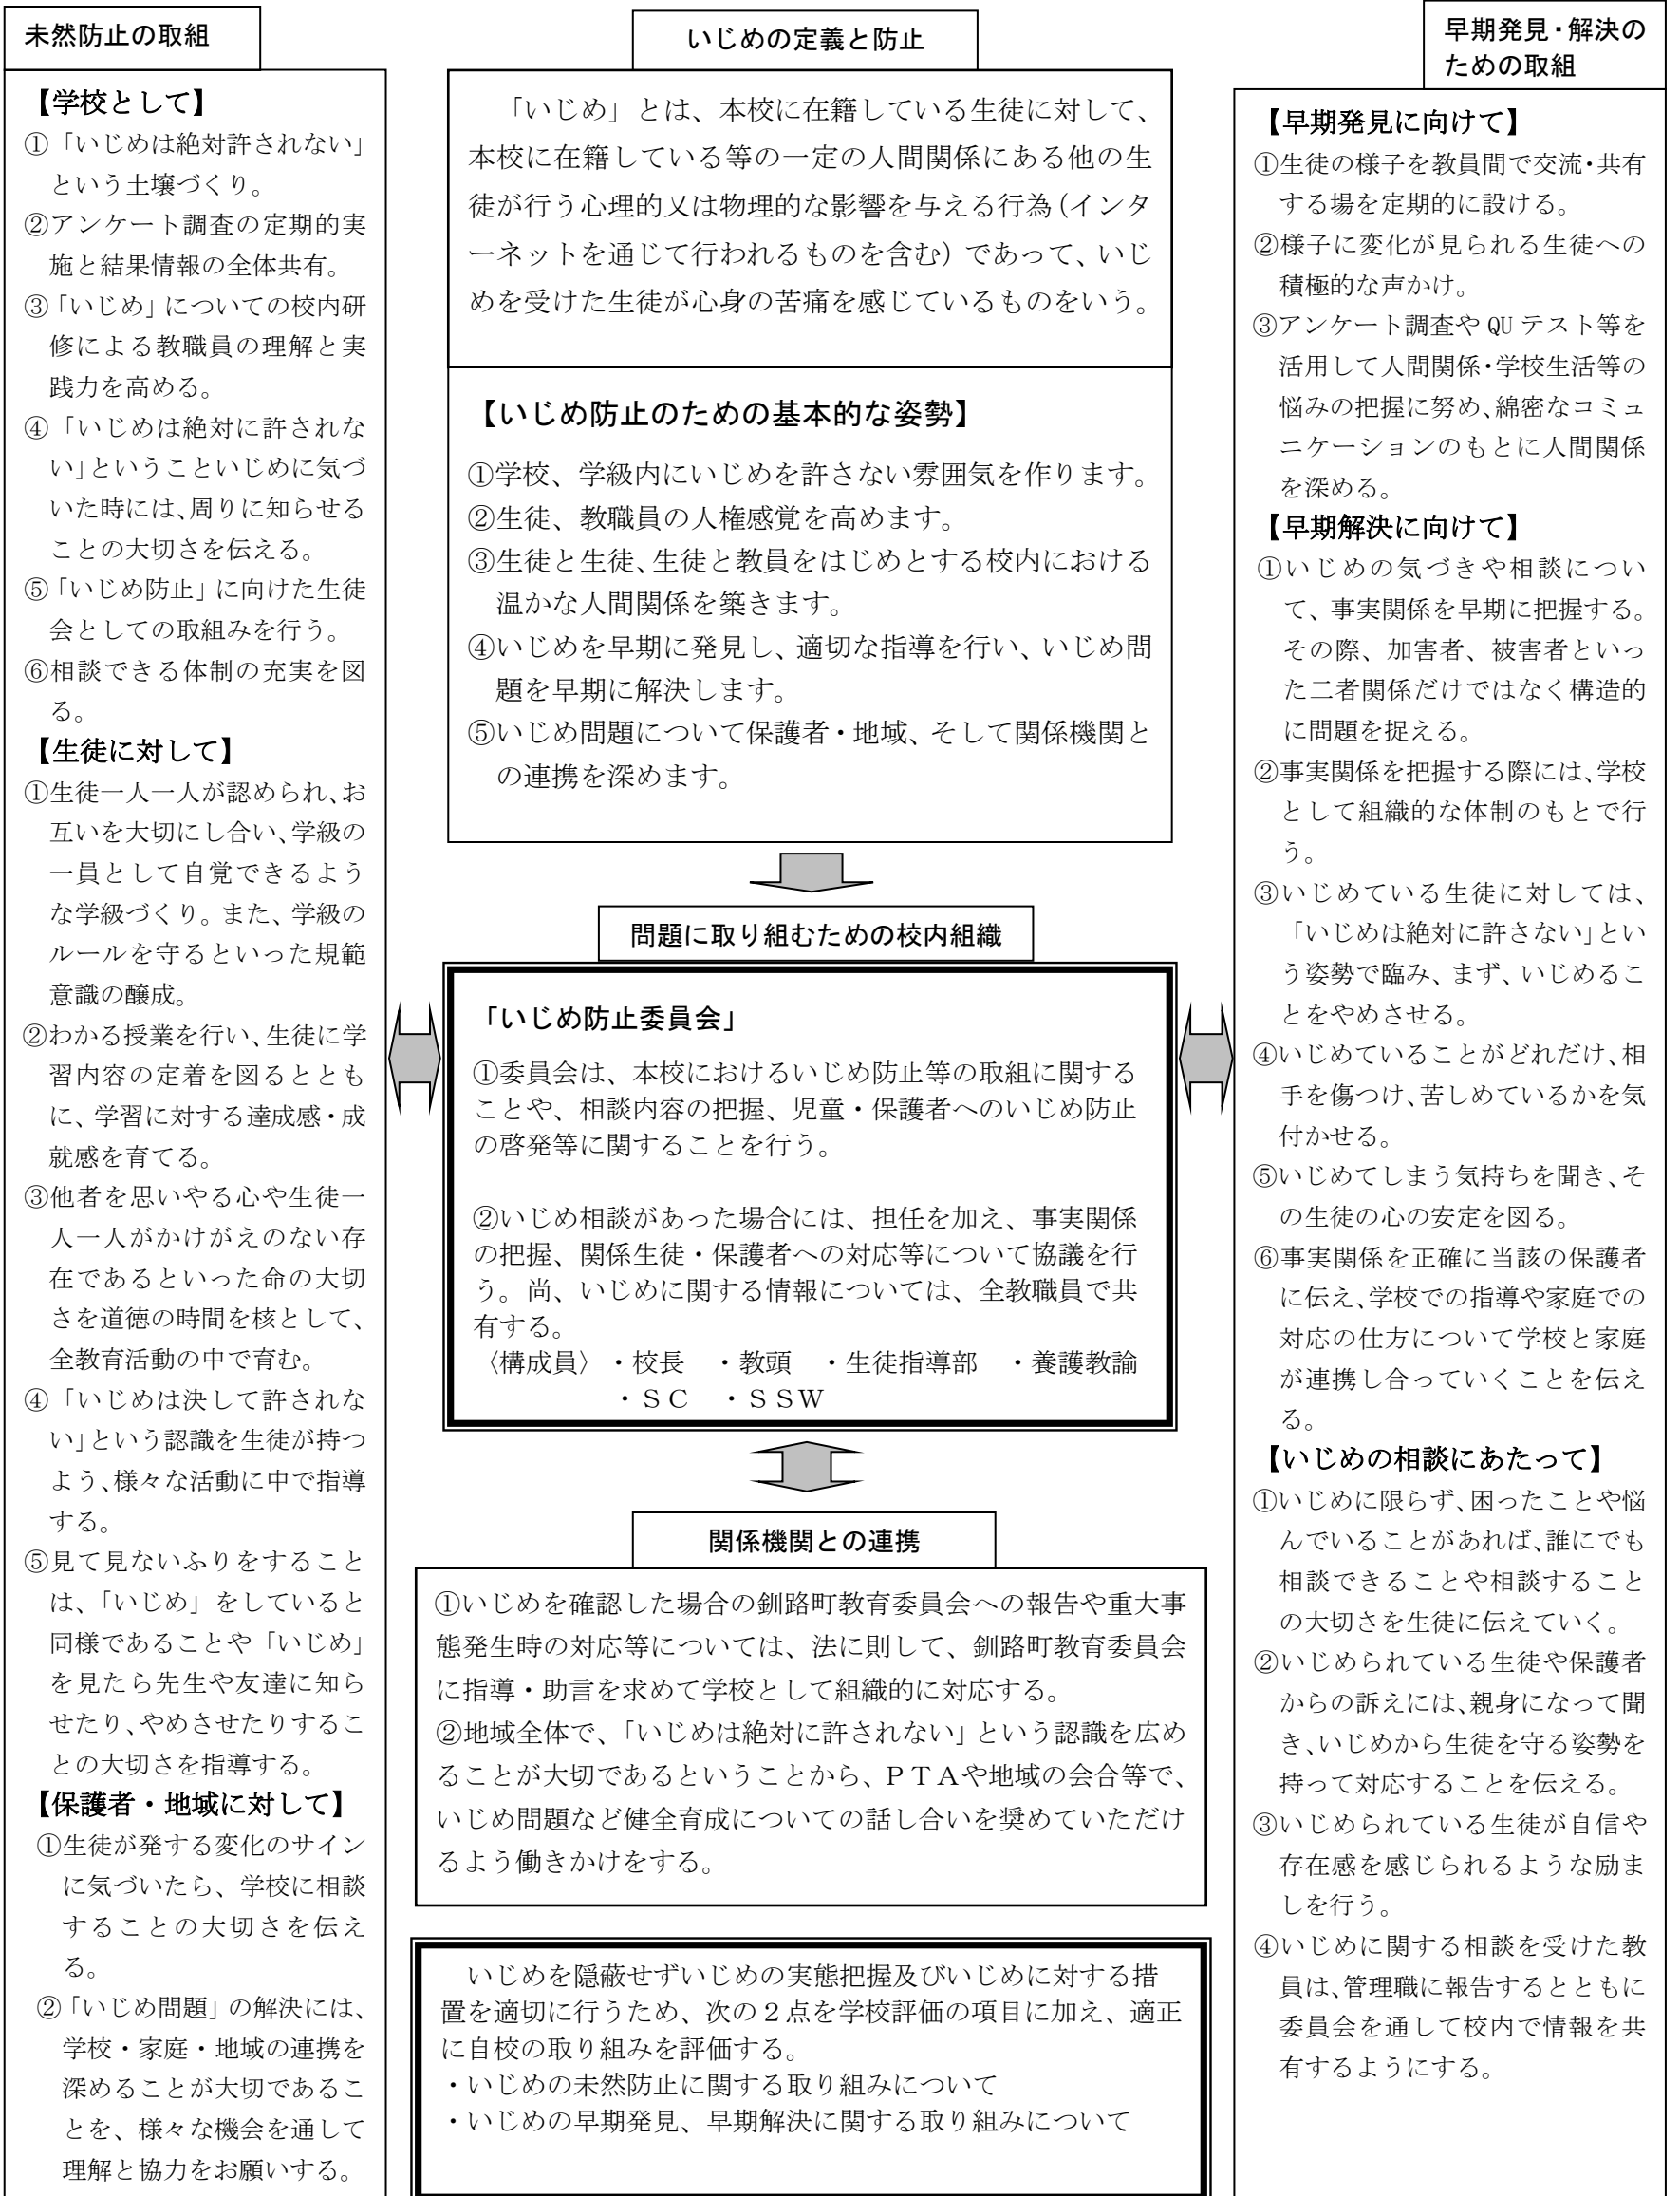 未然防止の取組
【学校として】
①「いじめは絶対許されない」
という土壌づくり。
②アンケート調査の定期的実
施と結果情報の全体共有。
③「いじめ」についての校内研
修による教職員の理解と実
践力を高める。
④「いじめは絶対に許されな
い」ということいじめに気づ
いた時には、周りに知らせる
ことの大切さを伝える。
⑤「いじめ防止」に向けた生徒
会としての取組みを行う。
⑥相談できる体制の充実を図
る。
【生徒に対して】
①生徒一人一人が認められ、お
互いを大切にし合い、学級の
一員として自覚できるよう
な学級づくり。また、学級の
ルールを守るといった規範
意識の醸成。
②わかる授業を行い、生徒に学
習内容の定着を図るととも
に、学習に対する達成感・成
就感を育てる。
③他者を思いやる心や生徒一
人一人がかけがえのない存
在であるといった命の大切
さを道徳の時間を核として、
全教育活動の中で育む。
④「いじめは決して許されな
い」という認識を生徒が持つ
よう、様々な活動に中で指導
する。
⑤見て見ないふりをすること
は、「いじめ」をしていると
同様であることや「いじめ」
を見たら先生や友達に知ら
せたり、やめさせたりするこ
との大切さを指導する。
【保護者・地域に対して】
①生徒が発する変化のサイン
に気づいたら、学校に相談
することの大切さを伝え
る。
②「いじめ問題」の解決には、
学校・家庭・地域の連携を
深めることが大切であるこ
とを、様々な機会を通して
理解と協力をお願いする。
いじめの定義と防止
「いじめ」とは、本校に在籍している生徒に対して、
本校に在籍している等の一定の人間関係にある他の生
徒が行う心理的又は物理的な影響を与える行為(インタ
ーネットを通じて行われるものを含む)であって、いじ
めを受けた生徒が心身の苦痛を感じているものをいう。
【いじめ防止のための基本的な姿勢】
①学校、学級内にいじめを許さない雰囲気を作ります。
②生徒、教職員の人権感覚を高めます。
③生徒と生徒、生徒と教員をはじめとする校内における
温かな人間関係を築きます。
④いじめを早期に発見し、適切な指導を行い、いじめ問
題を早期に解決します。
⑤いじめ問題について保護者・地域、そして関係機関と
の連携を深めます。
問題に取り組むための校内組織
「いじめ防止委員会」
①委員会は、本校におけるいじめ防止等の取組に関する
ことや、相談内容の把握、児童・保護者へのいじめ防止
の啓発等に関することを行う。
②いじめ相談があった場合には、担任を加え、事実関係
の把握、関係生徒・保護者への対応等について協議を行
う。尚、いじめに関する情報については、全教職員で共
有する。
〈構成員〉・校長　・教頭　・生徒指導部　・養護教諭
・ＳＣ　・ＳＳＷ
関係機関との連携
①いじめを確認した場合の釧路町教育委員会への報告や重大事
態発生時の対応等については、法に則して、釧路町教育委員会
に指導・助言を求めて学校として組織的に対応する。
②地域全体で、「いじめは絶対に許されない」という認識を広め
ることが大切であるということから、ＰＴＡや地域の会合等で、
いじめ問題など健全育成についての話し合いを奨めていただけ
るよう働きかけをする。
いじめを隠蔽せずいじめの実態把握及びいじめに対する措
置を適切に行うため、次の２点を学校評価の項目に加え、適正
に自校の取り組みを評価する。
・いじめの未然防止に関する取り組みについて
・いじめの早期発見、早期解決に関する取り組みについて
早期発見・解決の
ための取組
【早期発見に向けて】
①生徒の様子を教員間で交流・共有
する場を定期的に設ける。
②様子に変化が見られる生徒への
積極的な声かけ。
③アンケート調査や QU テスト等を
活用して人間関係・学校生活等の
悩みの把握に努め、綿密なコミュ
ニケーションのもとに人間関係
を深める。
【早期解決に向けて】
①いじめの気づきや相談につい
て、事実関係を早期に把握する。
その際、加害者、被害者といっ
た二者関係だけではなく構造的
に問題を捉える。
②事実関係を把握する際には、学校
として組織的な体制のもとで行
う。
③いじめている生徒に対しては、
「いじめは絶対に許さない」とい
う姿勢で臨み、まず、いじめるこ
とをやめさせる。
④いじめていることがどれだけ、相
手を傷つけ、苦しめているかを気
付かせる。
⑤いじめてしまう気持ちを聞き、そ
の生徒の心の安定を図る。
⑥事実関係を正確に当該の保護者
に伝え、学校での指導や家庭での
対応の仕方について学校と家庭
が連携し合っていくことを伝え
る。
【いじめの相談にあたって】
①いじめに限らず、困ったことや悩
んでいることがあれば、誰にでも
相談できることや相談すること
の大切さを生徒に伝えていく。
②いじめられている生徒や保護者
からの訴えには、親身になって聞
き、いじめから生徒を守る姿勢を
持って対応することを伝える。
③いじめられている生徒が自信や
存在感を感じられるような励ま
しを行う。
④いじめに関する相談を受けた教
員は、管理職に報告するとともに
委員会を通して校内で情報を共
有するようにする。